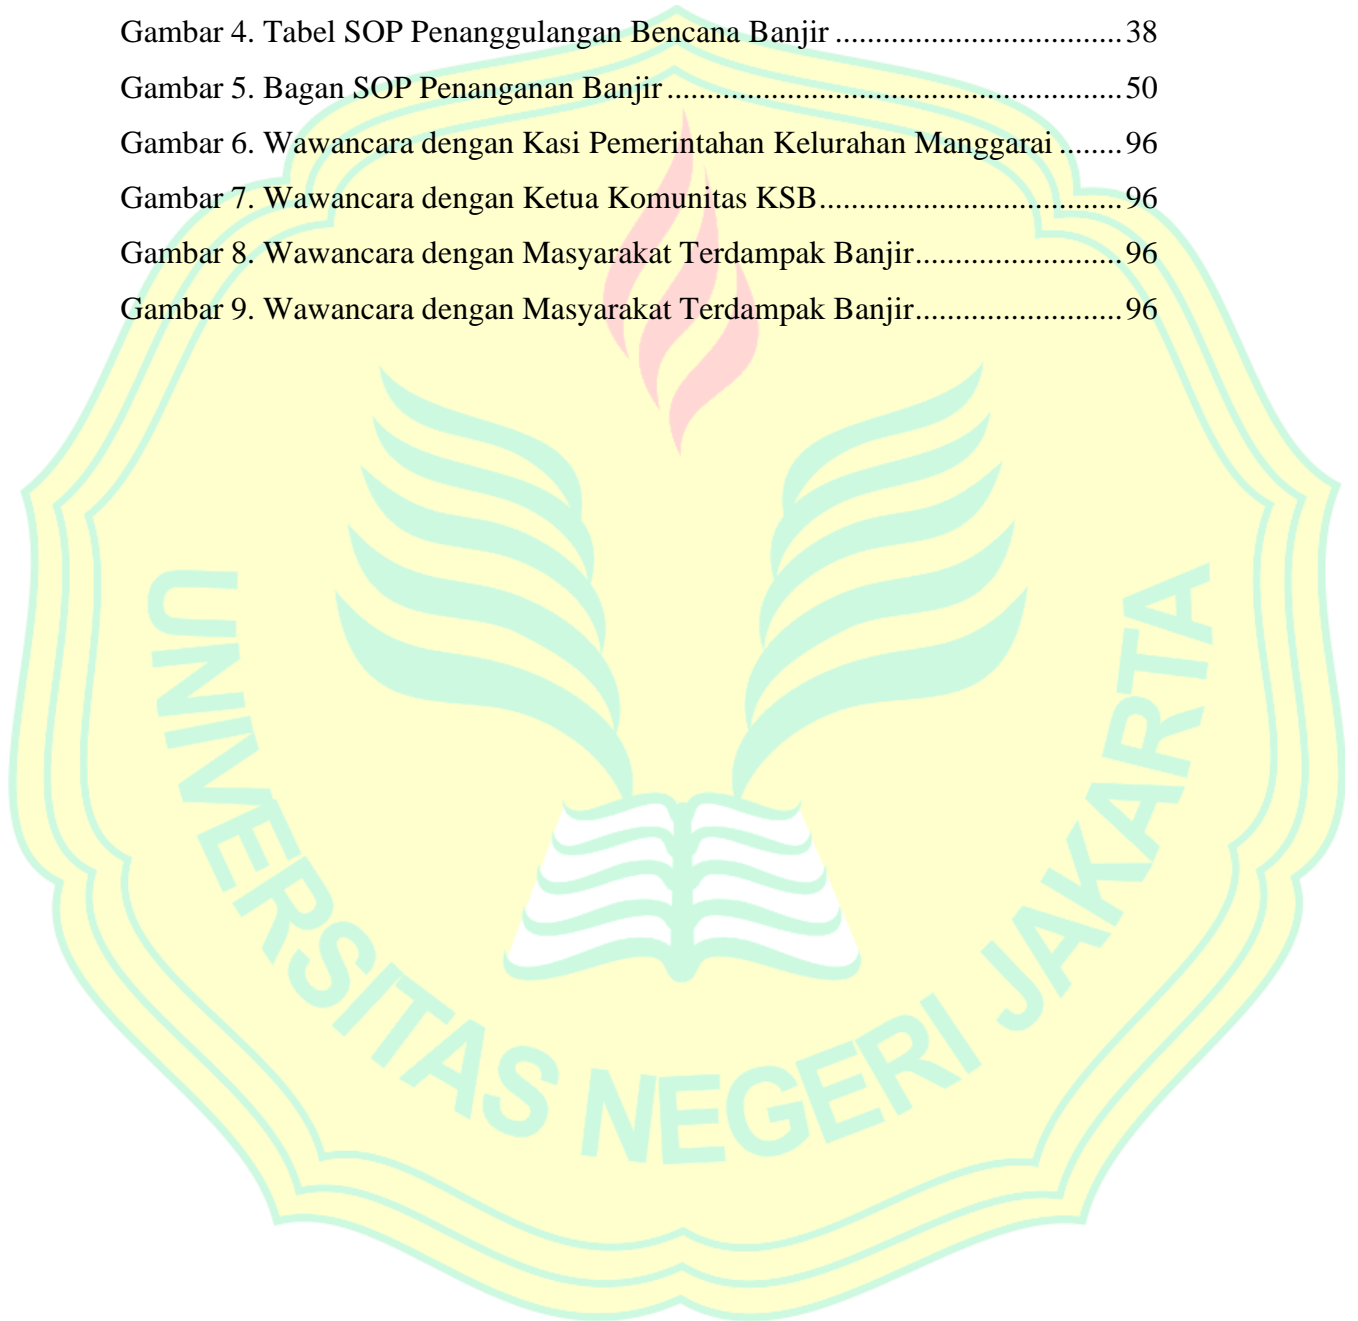 Gambar 4. Tabel SOP Penanggulangan Bencana Banjir ............................... 38
Gambar 5. Bagan SOP Penanganan Banjir ................................................. 50
Gambar 6. Wawancara dengan Kasi Pemerintahan Kelurahan Manggarai ........ 96
Gambar 7. Wawancara dengan Ketua Komunitas KSB ................................. 96
Gambar 8. Wawancara dengan Masyarakat Terdampak Banjir ...................... 96
Gambar 9. Wawancara dengan Masyarakat Terdampak Banjir ...................... 96
UNIVERSITAS NEGERI JAKARTA